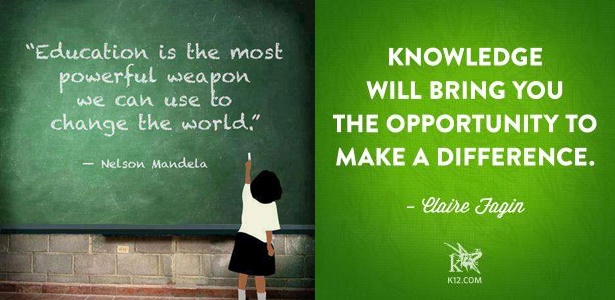 “Education is the most
powerful weapon
we can use to
change the world.”
— Nelson Mandela
KNOWLEDGE
WILL BRING YOU
THE OPPORTUNITY TO
MAKE A DIFFERENCE.
– Claire Fagin
K12
K12.COM